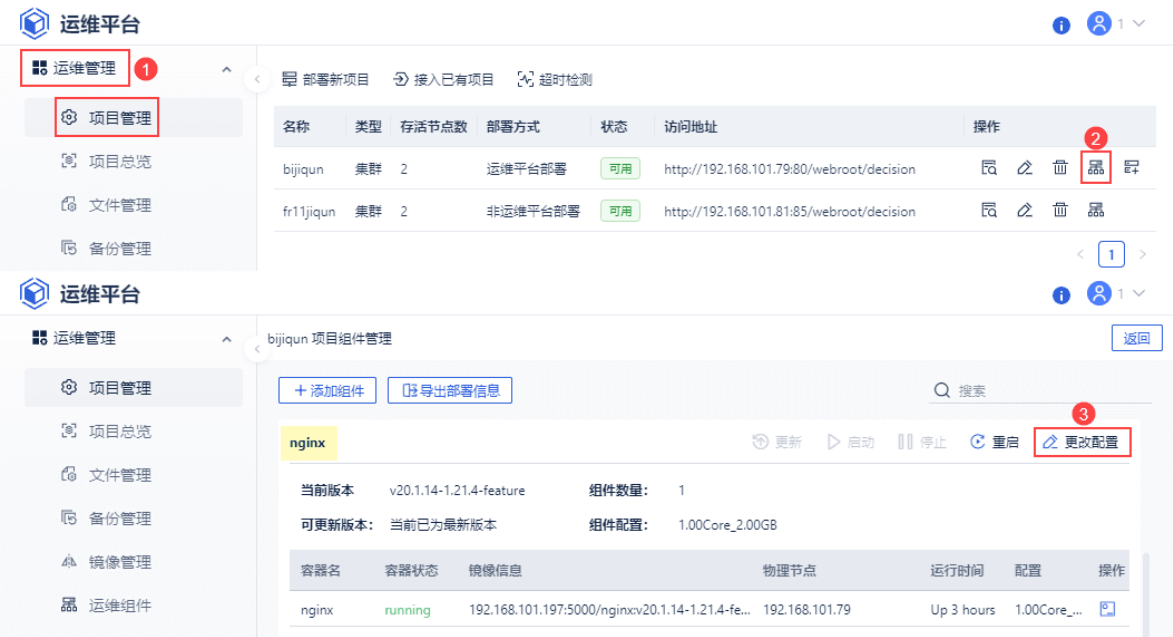 运维平台
1
运维管理 1
部署新项目 接入已有项目 超时检测
项目管理
项目总览
文件管理
备份管理
名称 类型 存活节点数 部署方式 状态 访问地址 操作
2
bijiqun 集群 2 运维平台部署 可用 http://192.168.101.79:80/webroot/decision
fr11jiqun 集群 2 非运维平台部署 可用 http://192.168.101.81:85/webroot/decision
< 1 >
运维平台
1
运维管理
项目管理
项目总览
文件管理
备份管理
镜像管理
运维组件
bijiqun 项目组件管理 返回
添加组件 导出部署信息 搜索
3
nginx 更新 启动 停止 重启 更改配置
当前版本 v20.1.14-1.21.4-feature 组件数量： 1
可更新版本： 当前已为最新版本 组件配置： 1.00Core_2.00GB
容器名 容器状态 镜像信息 物理节点 运行时间 配置 操作
nginx running 192.168.101.197:5000/nginx:v20.1.14-1.21.4-fe... 192.168.101.79 Up 3 hours 1.00Core_...